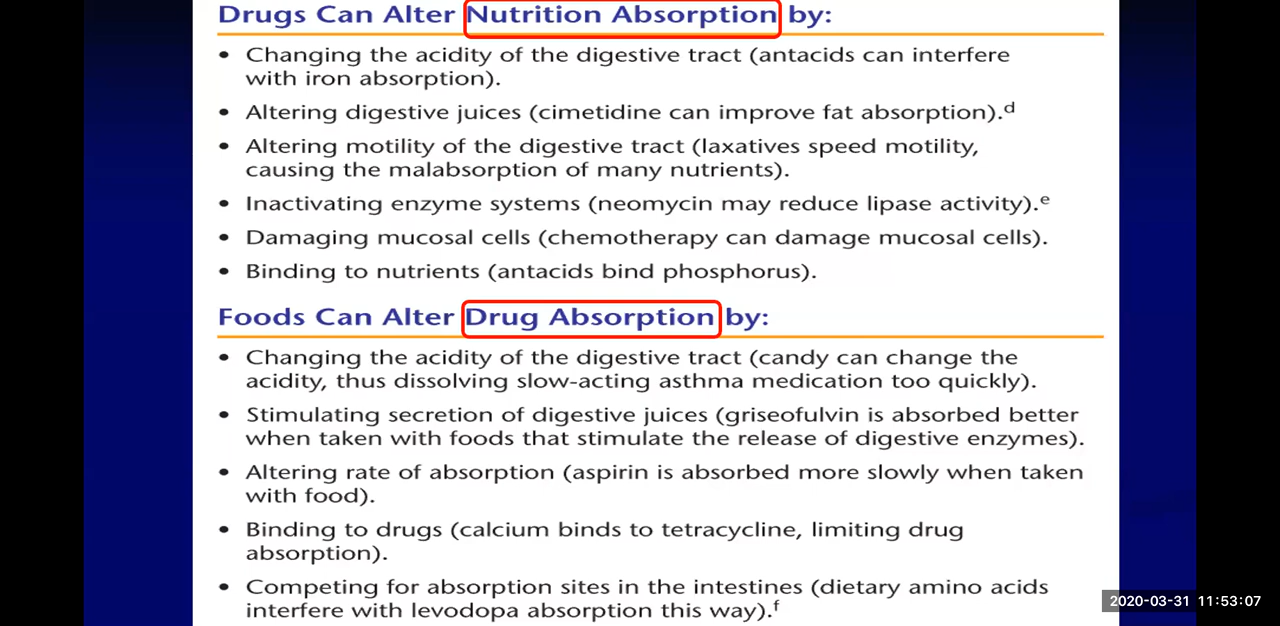 Drugs Can Alter Nutrition Absorption by:
• Changing the acidity of the digestive tract (antacids can interfere
with iron absorption).
• Altering digestive juices (cimetidine can improve fat absorption).d
• Altering motility of the digestive tract (laxatives speed motility,
causing the malabsorption of many nutrients).
• Inactivating enzyme systems (neomycin may reduce lipase activity).e
• Damaging mucosal cells (chemotherapy can damage mucosal cells).
• Binding to nutrients (antacids bind phosphorus).
Foods Can Alter Drug Absorption by:
• Changing the acidity of the digestive tract (candy can change the
acidity, thus dissolving slow-acting asthma medication too quickly).
• Stimulating secretion of digestive juices (griseofulvin is absorbed better
when taken with foods that stimulate the release of digestive enzymes).
• Altering rate of absorption (aspirin is absorbed more slowly when taken
with food).
• Binding to drugs (calcium binds to tetracycline, limiting drug
absorption).
• Competing for absorption sites in the intestines (dietary amino acids
interfere with levodopa absorption this way).f
2020-03-31 11:53:07